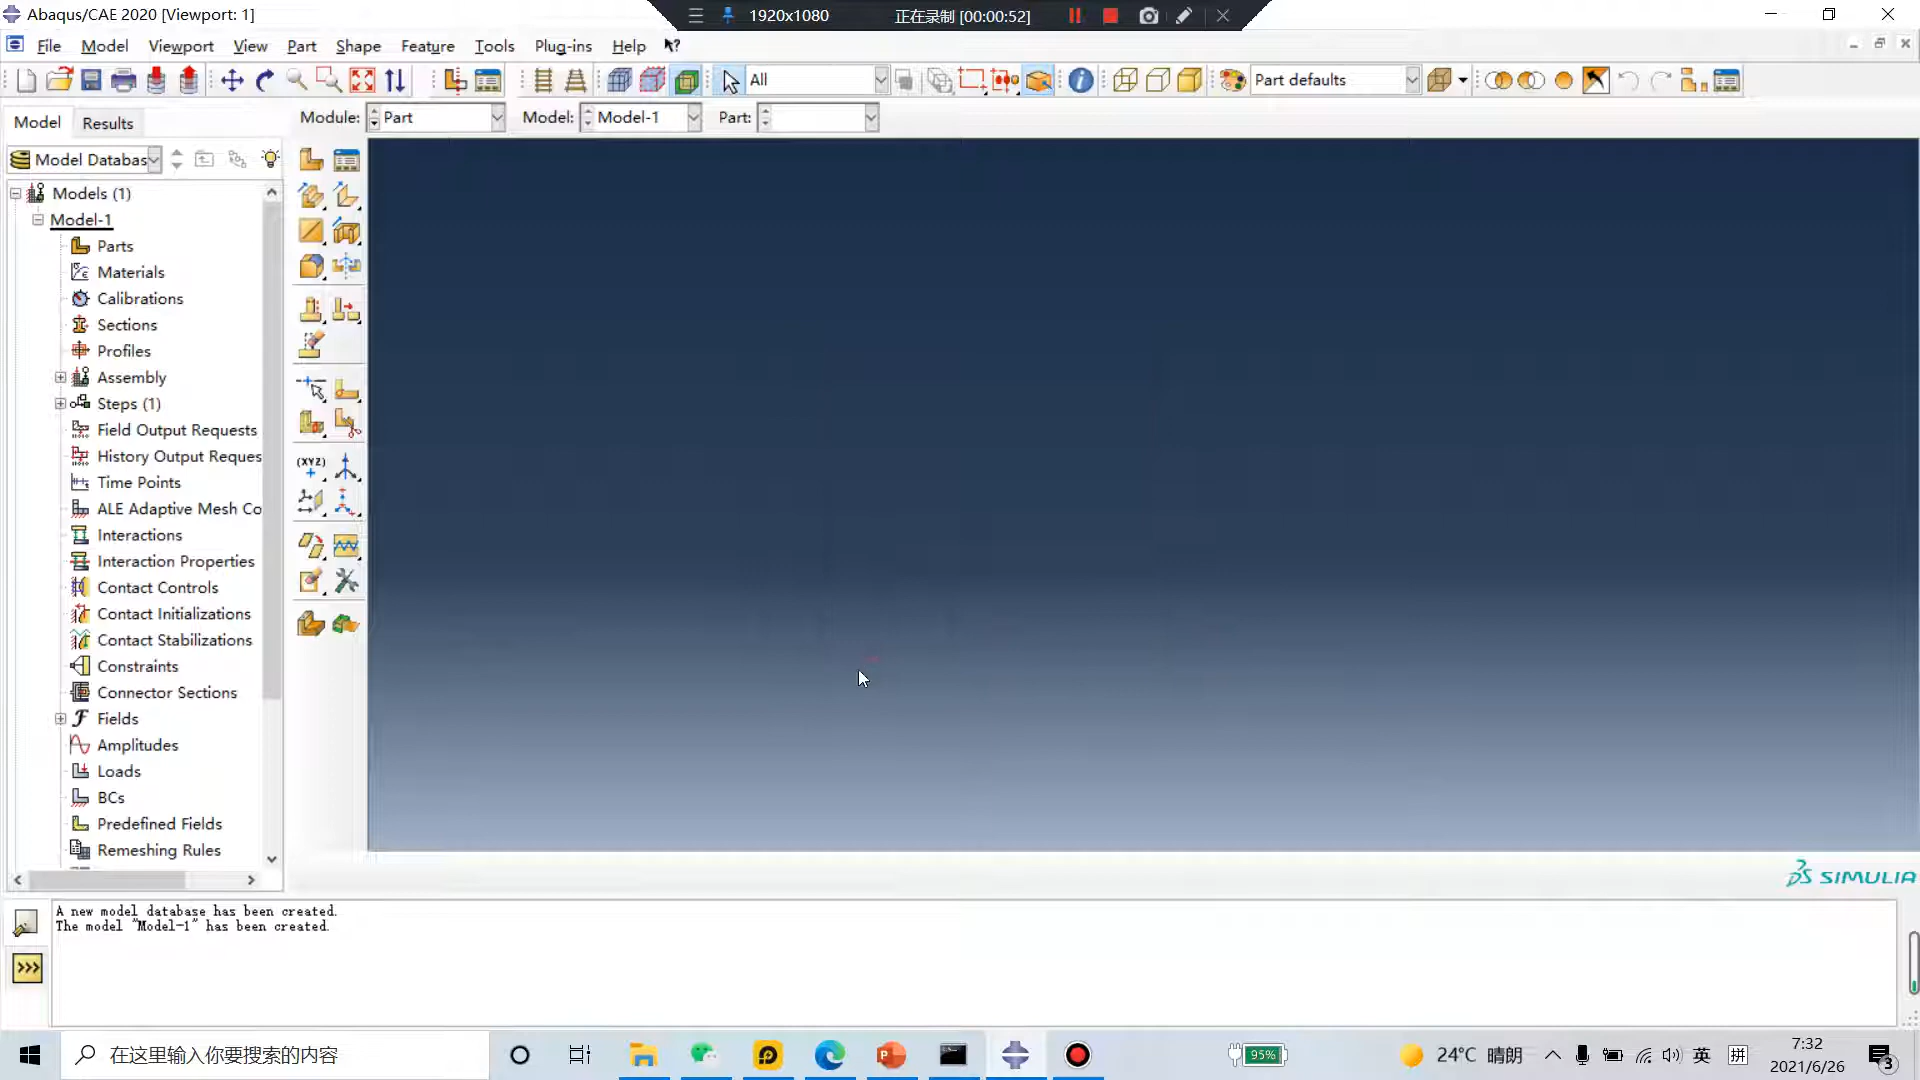 Abaqus/CAE 2020 [Viewport: 1]
1920x1080
正在录制 [00:00:52]
File Model Viewport View Part Shape Feature Tools Plug-ins Help
All
Part defaults
Model Results
Module: Part Model: Model-1 Part:
Model Databas
Models (1)
Model-1
Parts
Materials
Calibrations
Sections
Profiles
Assembly
Steps (1)
Field Output Requests
History Output Reques
Time Points
ALE Adaptive Mesh Co
Interactions
Interaction Properties
Contact Controls
Contact Initializations
Contact Stabilizations
Constraints
Connector Sections
Fields
Amplitudes
Loads
BCs
Predefined Fields
Remeshing Rules
(XYZ)
SIMULIA
A new model database has been created.
The model "Model-1" has been created.
>>>
在这里输入你要搜索的内容
95%
24°C 晴朗
英
拼
7:32
2021/6/26
3